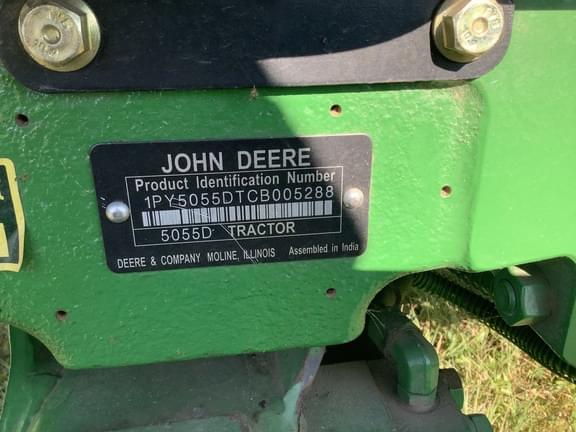 JOHN DEERE
Product Identification Number
1PY5055DTCB005288
5055D TRACTOR
DEERE & COMPANY MOLINE, ILLINOIS Assembled in India